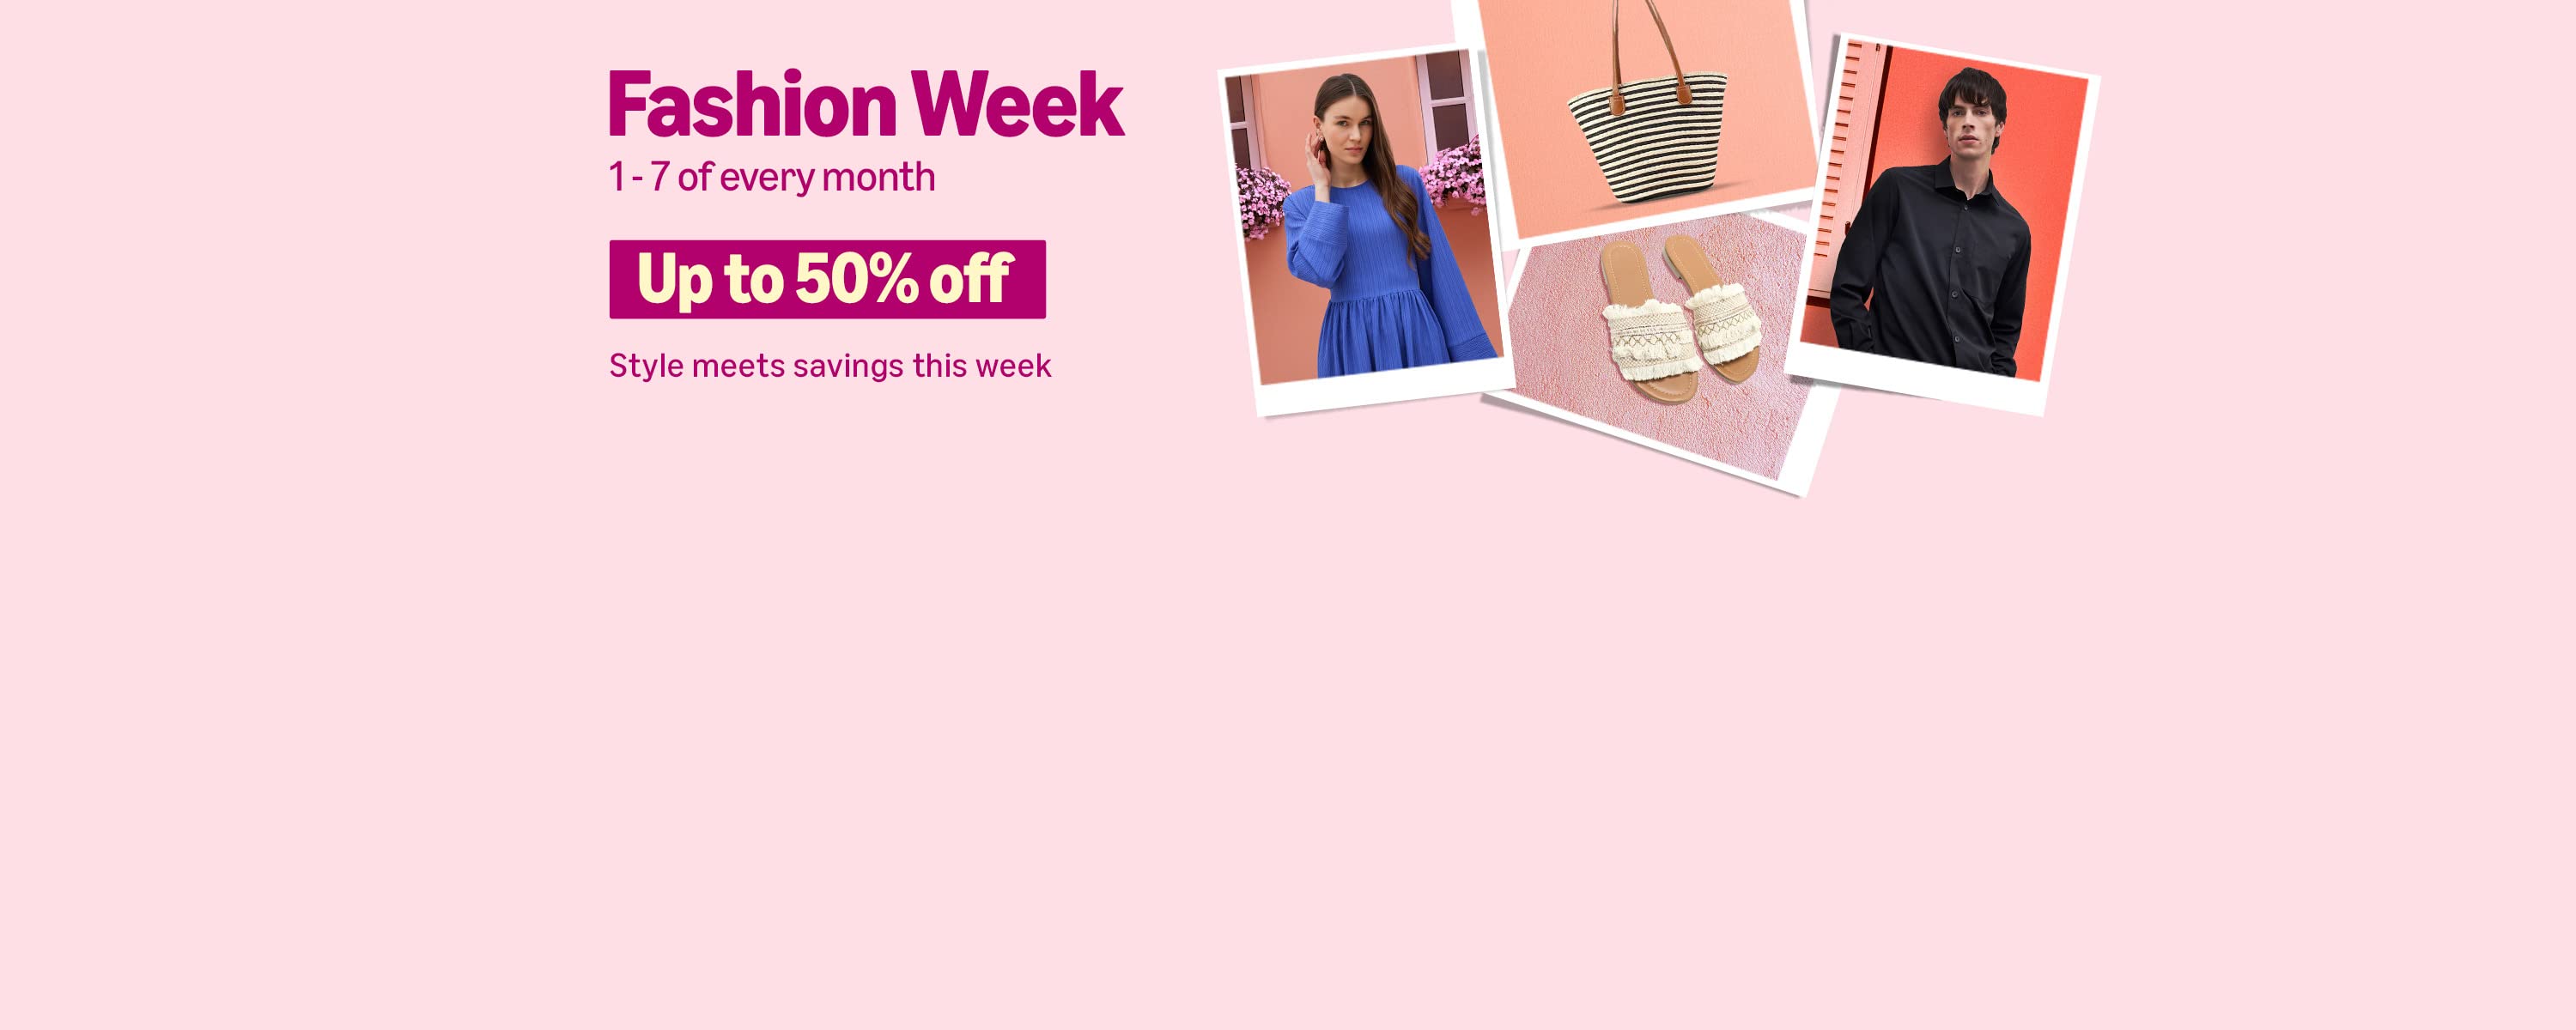 Fashion Week
1 - 7 of every month
Up to 50% off
Style meets savings this week